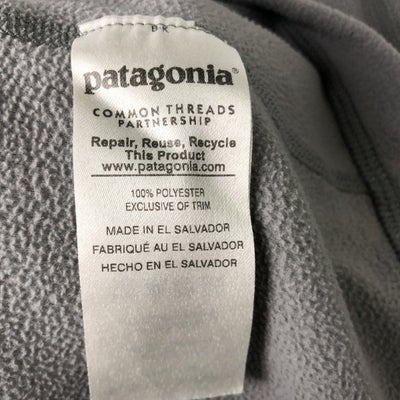 patagonia®
COMMON THREADS
PARTNERSHIP
Repair, Reuse, Recycle
This Product
www.patagonia.com
100% POLYESTER
EXCLUSIVE OF TRIM
MADE IN EL SALVADOR
FABRIQUÉ AU EL SALVADOR
HECHO EN EL SALVADOR